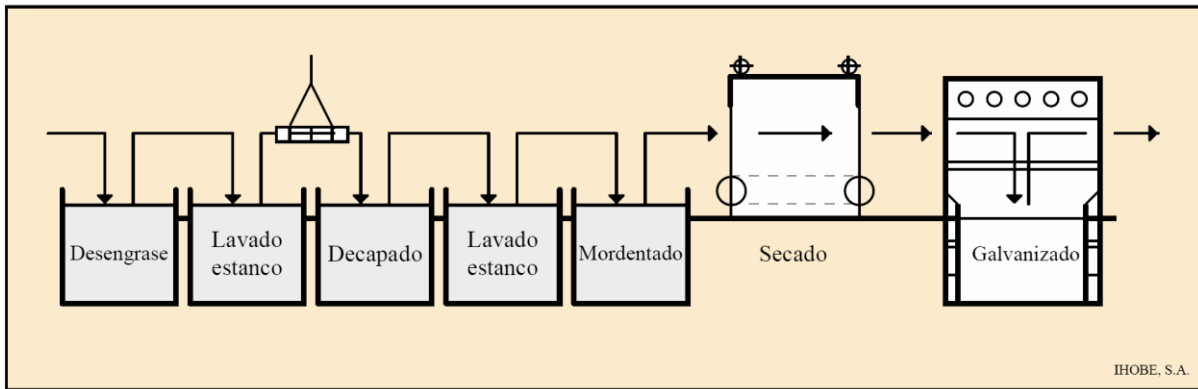 Desengrase
Lavado
estanco
Decapado
Lavado
estanco
Mordentado
Secado
Galvanizado
IHOBE, S.A.